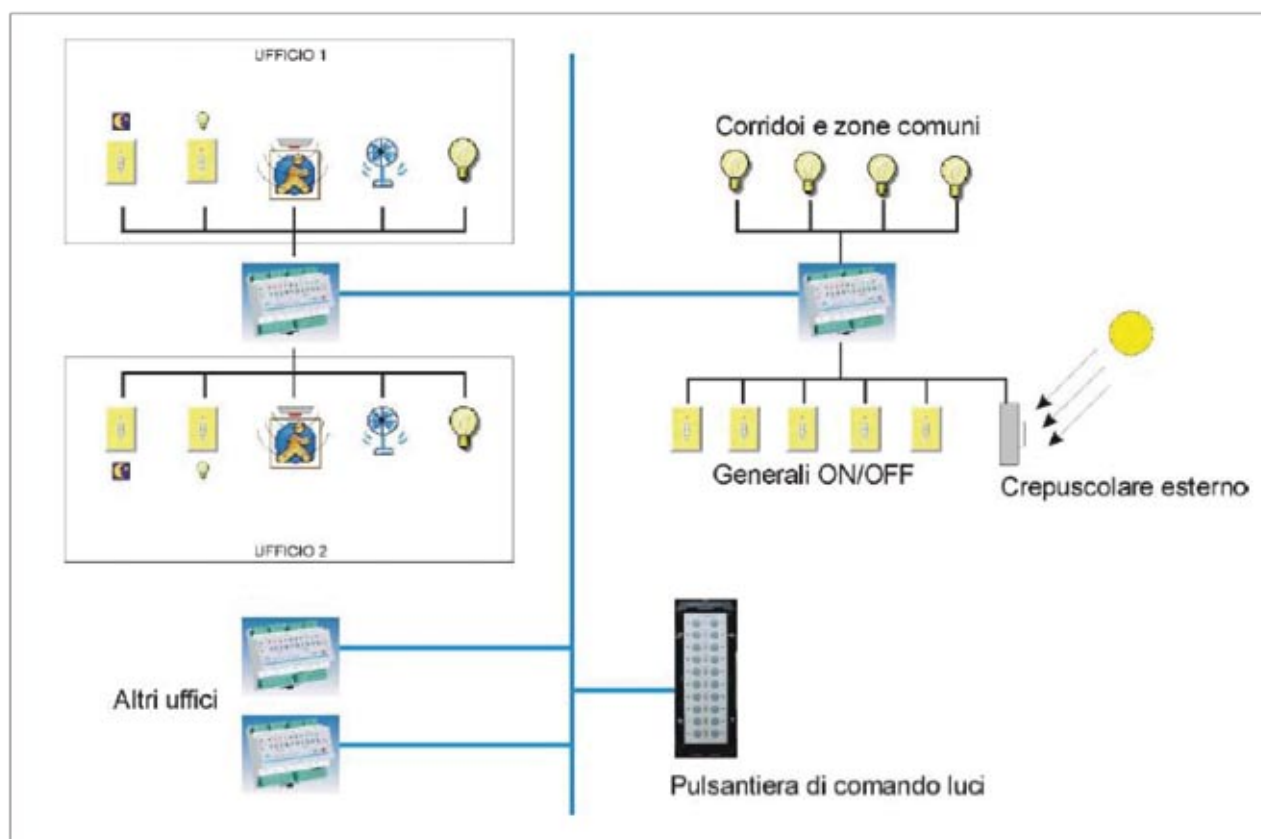 UFFICIO 1
Corridoi e zone comuni
Generali ON/OFF
Crepuscolare esterno
UFFICIO 2
Altri uffici
Pulsantiera di comando luci